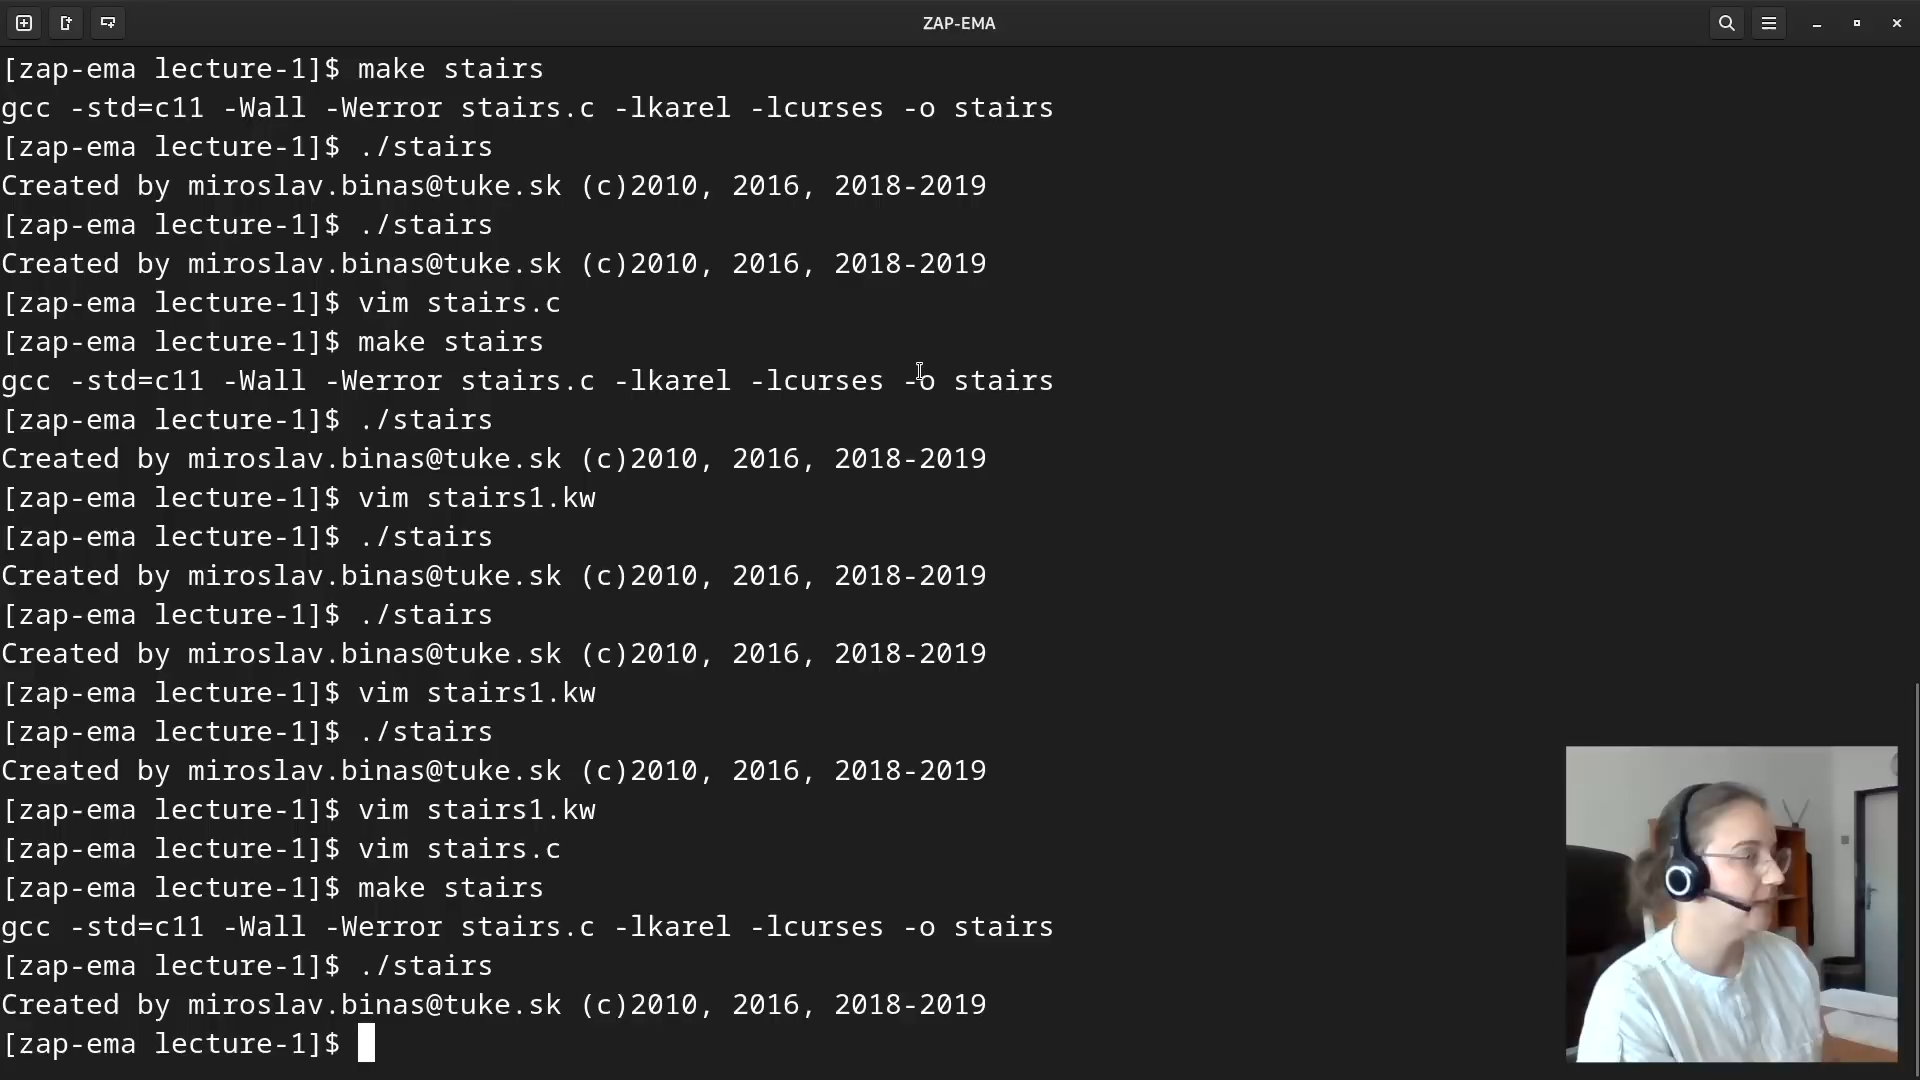 ZAP-EMA
[zap-ema lecture-1]$ make stairs
gcc -std=c11 -Wall -Werror stairs.c -lkarel -lcurses -o stairs
[zap-ema lecture-1]$ ./stairs
Created by miroslav.binas@tuke.sk (c)2010, 2016, 2018-2019
[zap-ema lecture-1]$ ./stairs
Created by miroslav.binas@tuke.sk (c)2010, 2016, 2018-2019
[zap-ema lecture-1]$ vim stairs.c
[zap-ema lecture-1]$ make stairs
gcc -std=c11 -Wall -Werror stairs.c -lkarel -lcurses -o stairs
[zap-ema lecture-1]$ ./stairs
Created by miroslav.binas@tuke.sk (c)2010, 2016, 2018-2019
[zap-ema lecture-1]$ vim stairs1.kw
[zap-ema lecture-1]$ ./stairs
Created by miroslav.binas@tuke.sk (c)2010, 2016, 2018-2019
[zap-ema lecture-1]$ ./stairs
Created by miroslav.binas@tuke.sk (c)2010, 2016, 2018-2019
[zap-ema lecture-1]$ vim stairs1.kw
[zap-ema lecture-1]$ ./stairs
Created by miroslav.binas@tuke.sk (c)2010, 2016, 2018-2019
[zap-ema lecture-1]$ vim stairs1.kw
[zap-ema lecture-1]$ vim stairs.c
[zap-ema lecture-1]$ make stairs
gcc -std=c11 -Wall -Werror stairs.c -lkarel -lcurses -o stairs
[zap-ema lecture-1]$ ./stairs
Created by miroslav.binas@tuke.sk (c)2010, 2016, 2018-2019
[zap-ema lecture-1]$